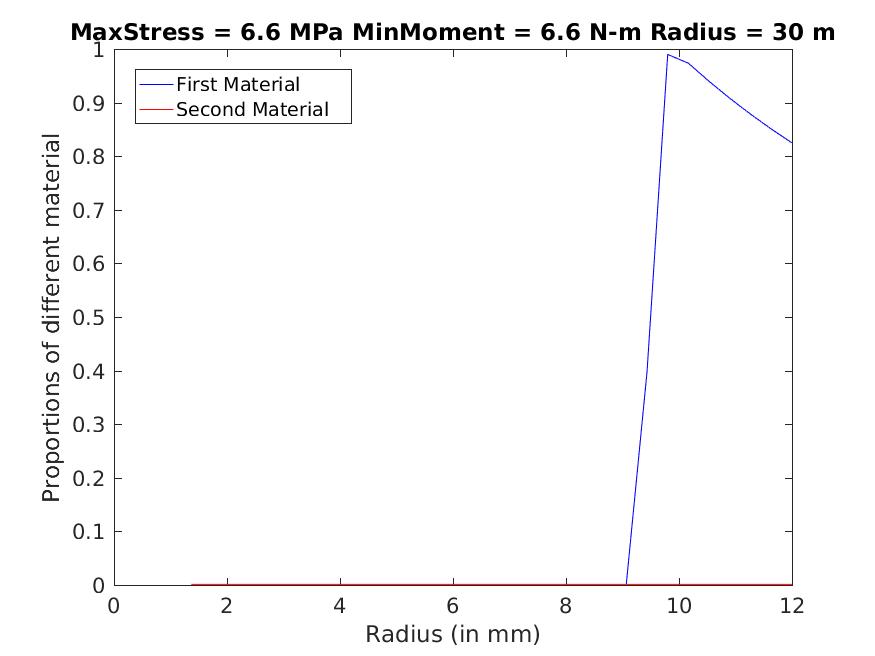 MaxStress = 6.6 MPa MinMoment = 6.6 N-m Radius = 30 m
1
First Material
Second Material
0.9
0.8
0.7
0.6
0.5
0.4
0.3
0.2
0.1
0
Proportions of different material
0 2 4 6 8 10 12
Radius (in mm)